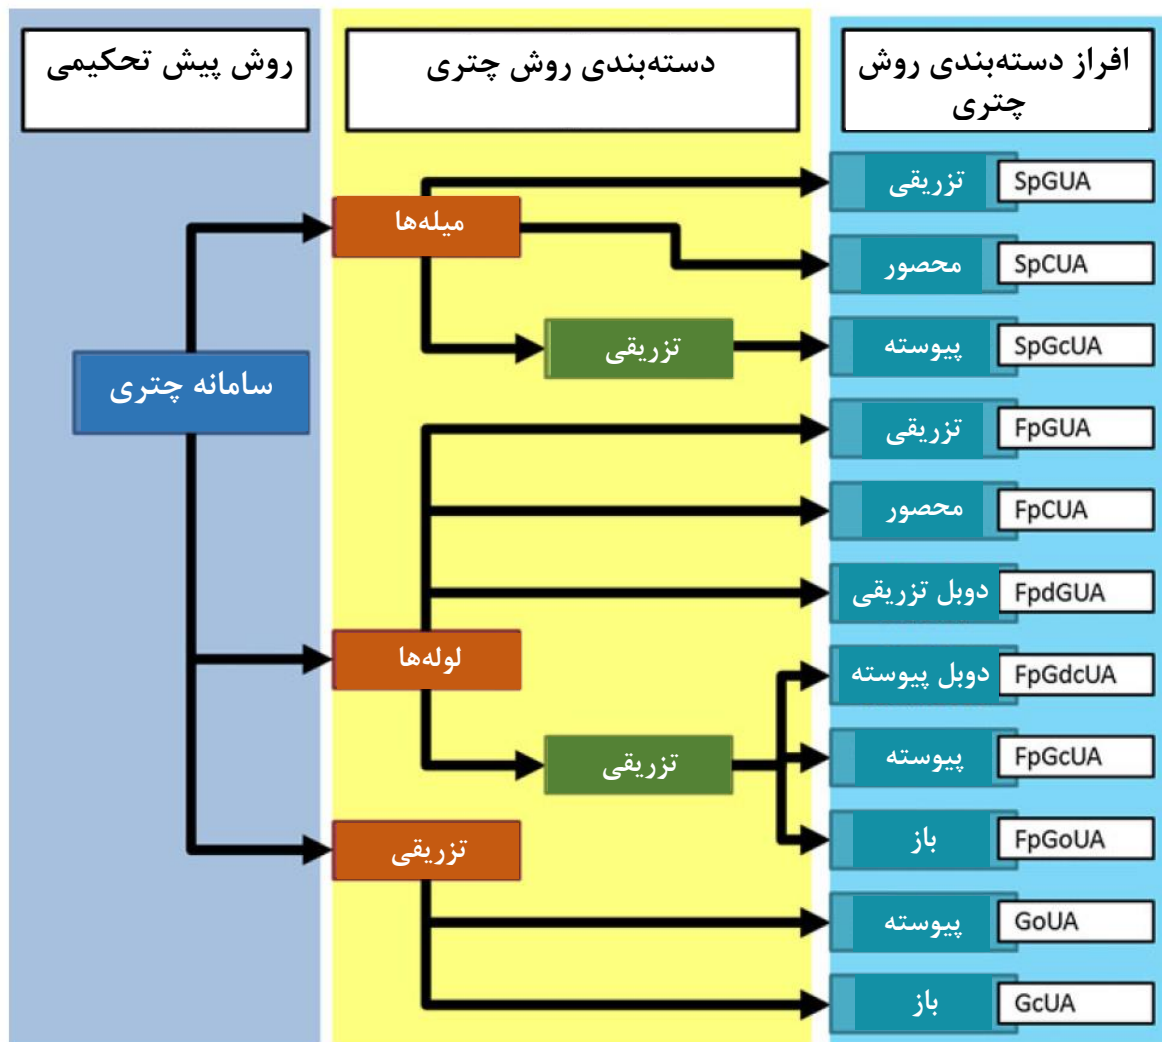 روش پیش تحکیمی
دسته‌بندی روش چتری
افراز دسته‌بندی روش
چتری
تزریقی SpGUA
میله‌ها
محصور SpCUA
تزریقی
پیوسته SpGcUA
سامانه چتری
تزریقی FpGUA
محصور FpCUA
دوبل تزریقی FpdGUA
لوله‌ها
دوبل پیوسته FpGdcUA
تزریقی
پیوسته FpGcUA
باز FpGoUA
تزریقی
پیوسته GoUA
باز GcUA